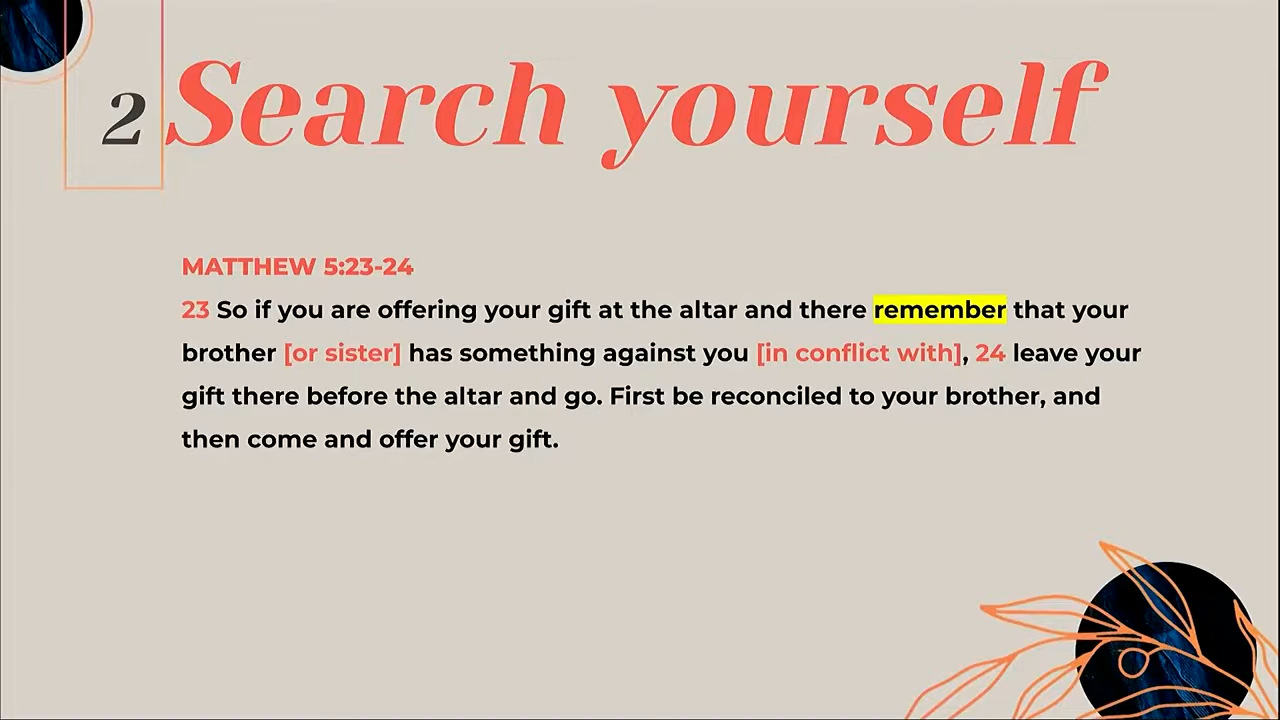 2 Search yourself
MATTHEW 5:23-24
23 So if you are offering your gift at the altar and there remember that your
brother [or sister] has something against you [in conflict with], 24 leave your
gift there before the altar and go. First be reconciled to your brother, and
then come and offer your gift.